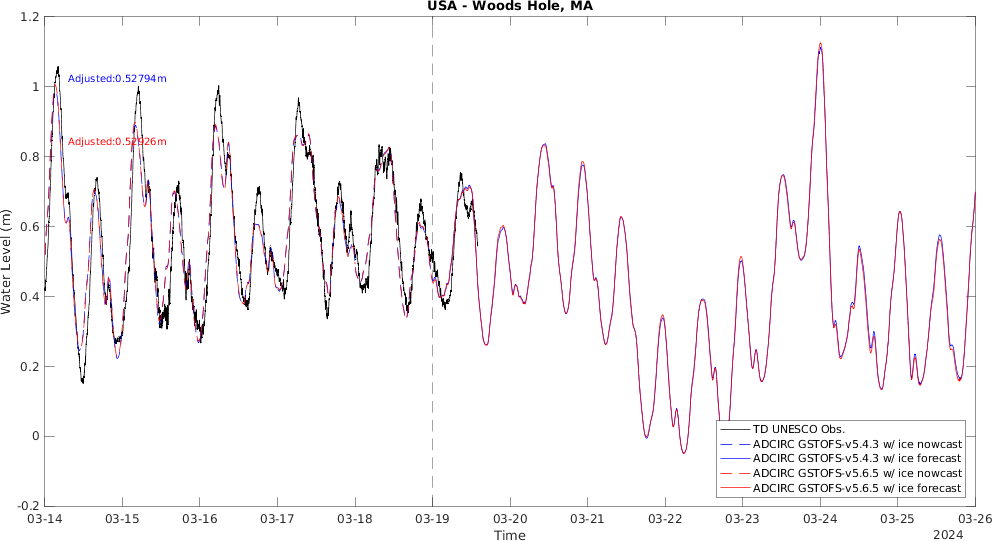 USA - Woods Hole, MA
Water Level (m)
1.2
1
0.8
0.6
0.4
0.2
0
-0.2
Adjusted:0.52794m
Adjusted:0.52926m
TD UNESCO Obs.
ADCIRC GSTOFS-v5.4.3 w/ ice nowcast
ADCIRC GSTOFS-v5.4.3 w/ ice forecast
ADCIRC GSTOFS-v5.6.5 w/ ice nowcast
ADCIRC GSTOFS-v5.6.5 w/ ice forecast
03-14 03-15 03-16 03-17 03-18 03-19 03-20 03-21 03-22 03-23 03-24 03-25 03-26
Time
2024